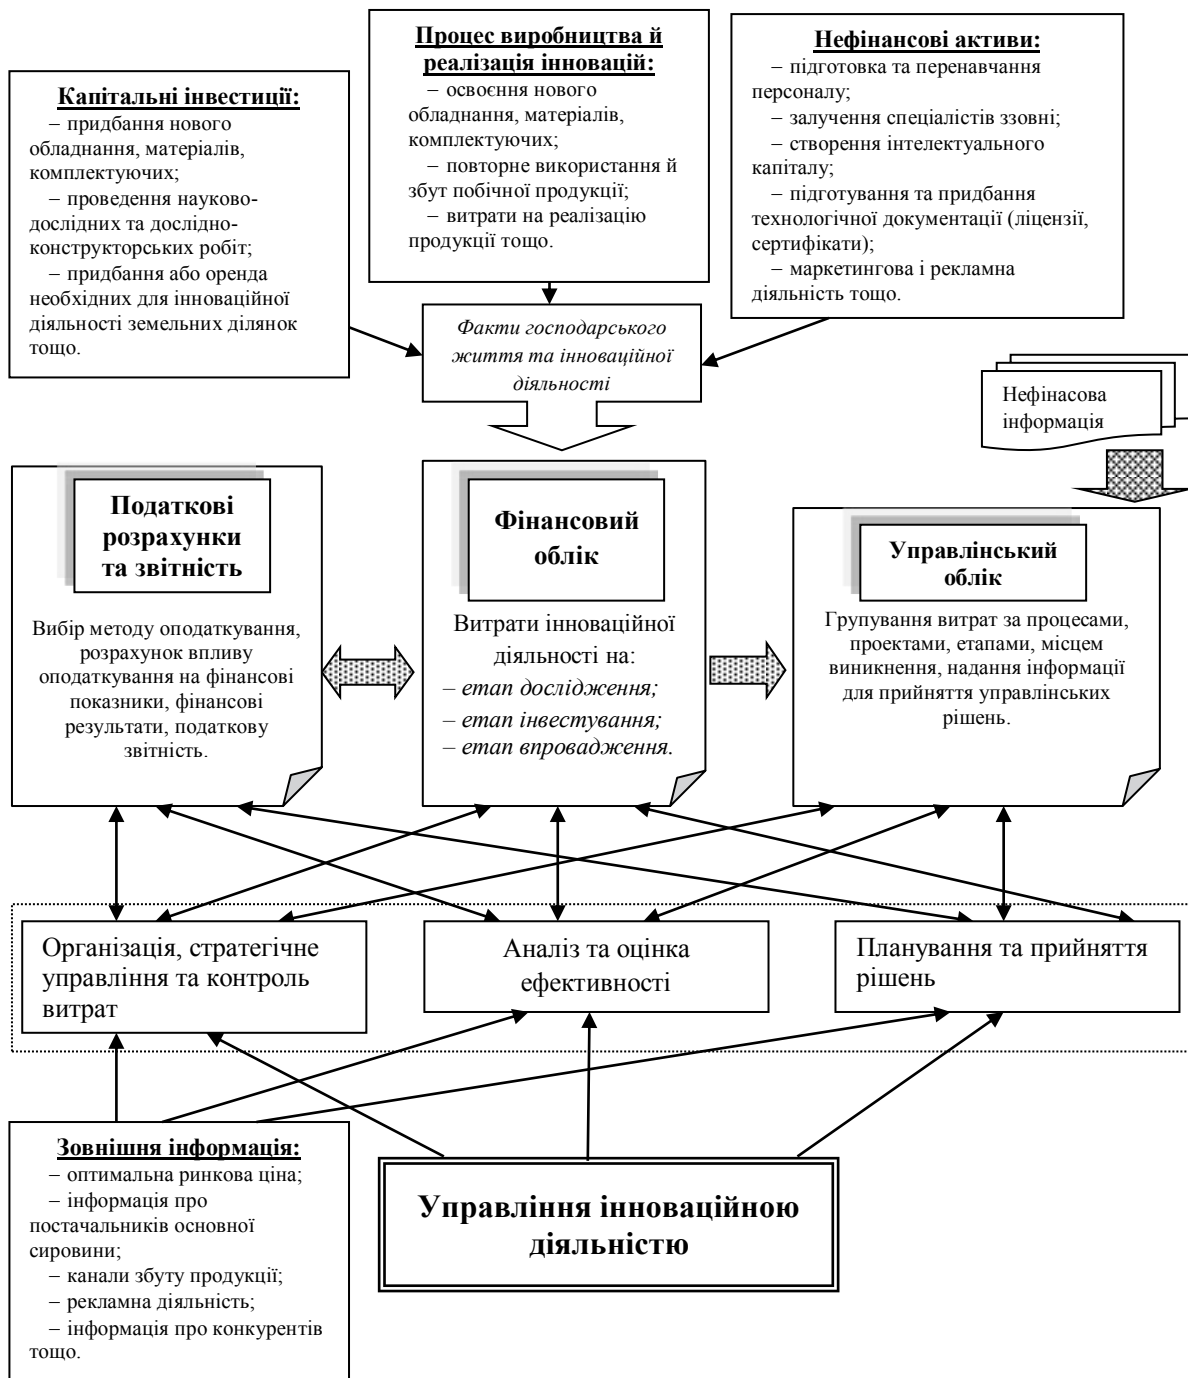 Капітальні інвестиції:
– придбання нового
обладнання, матеріалів,
комплектуючих;
– проведення науково-
дослідних та дослідно-
конструкторських робіт;
– придбання або оренда
необхідних для інноваційної
діяльності земельних ділянок
тощо.
Процес виробництва й
реалізація інновацій:
– освоєння нового
обладнання, матеріалів,
комплектуючих;
– повторне використання й
збут побічної продукції;
– витрати на реалізацію
продукції тощо.
Нефінансові активи:
– підготовка та перенавчання
персоналу;
– залучення спеціалістів ззовні;
– створення інтелектуального
капіталу;
– підготування та придбання
технологічної документації (ліцензії,
сертифікати);
– маркетингова і рекламна
діяльність тощо.
Факти господарського
життя та інноваційної
діяльності
Нефінасова
інформація
Податкові
розрахунки
та звітність
Вибір методу оподаткування,
розрахунок впливу
оподаткування на фінансові
показники, фінансові
результати, податкову
звітність.
Фінансовий
облік
Витрати інноваційної
діяльності на:
– етап дослідження;
– етап інвестування;
– етап впровадження.
Управлінський
облік
Групування витрат за процесами,
проектами, етапами, місцем
виникнення, надання інформації
для прийняття управлінських
рішень.
Організація, стратегічне
управління та контроль
витрат
Аналіз та оцінка
ефективності
Планування та прийняття
рішень
Зовнішня інформація:
– оптимальна ринкова ціна;
– інформація про
постачальників основної
сировини;
– канали збуту продукції;
– рекламна діяльність;
– інформація про конкурентів
тощо.
Управління інноваційною
діяльністю